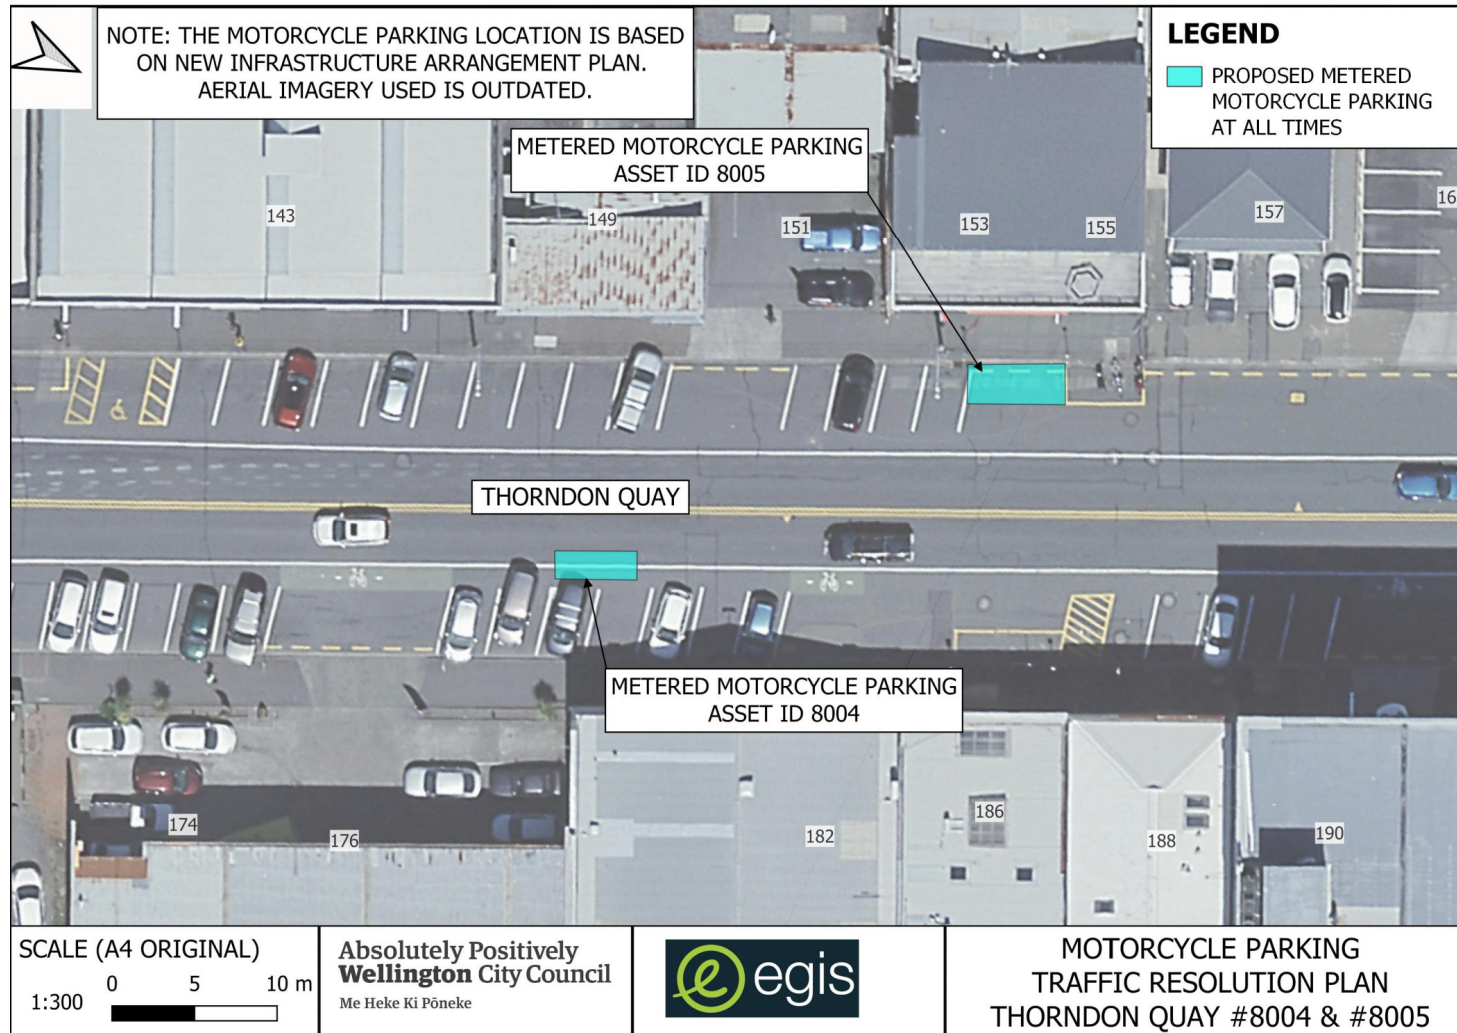 NOTE: THE MOTORCYCLE PARKING LOCATION IS BASED
ON NEW INFRASTRUCTURE ARRANGEMENT PLAN.
AERIAL IMAGERY USED IS OUTDATED.
LEGEND
PROPOSED METERED
MOTORCYCLE PARKING
AT ALL TIMES
METERED MOTORCYCLE PARKING
ASSET ID 8005
143
149
151
153
155
157
16
THORNDON QUAY
METERED MOTORCYCLE PARKING
ASSET ID 8004
174
176
182
186
188
190
SCALE (A4 ORIGINAL)
0 5 10 m
1:300
Absolutely Positively
Wellington City Council
Me Heke Ki Pōneke
egis
MOTORCYCLE PARKING
TRAFFIC RESOLUTION PLAN
THORNDON QUAY #8004 & #8005